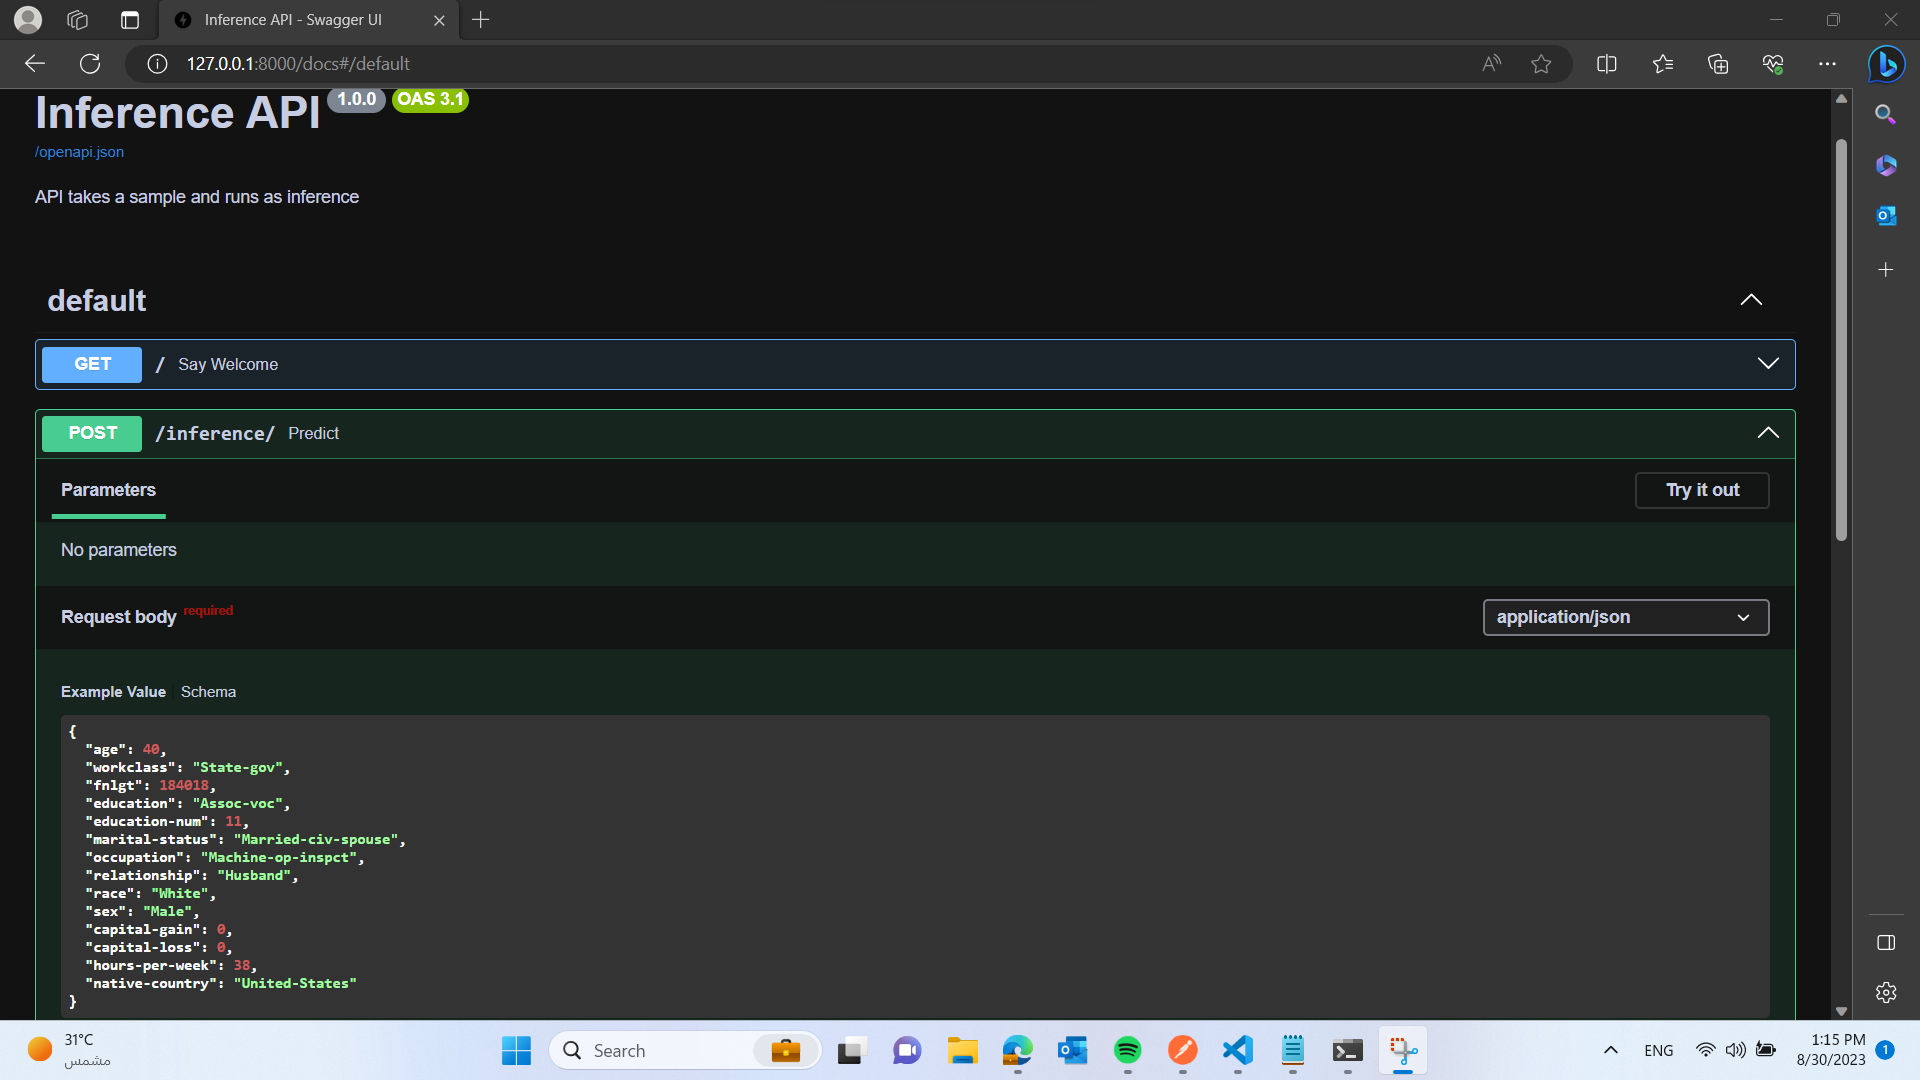 Inference API - Swagger UI
127.0.0.1:8000/docs#/default
Inference API 1.0.0 OAS 3.1
/openapi.json
API takes a sample and runs as inference
default
GET / Say Welcome
POST /inference/ Predict
Parameters
Try it out
No parameters
Request body required
application/json
Example Value Schema
{
"age": 40,
"workclass": "State-gov",
"fnlgt": 184018,
"education": "Assoc-voc",
"education-num": 11,
"marital-status": "Married-civ-spouse",
"occupation": "Machine-op-inspct",
"relationship": "Husband",
"race": "White",
"sex": "Male",
"capital-gain": 0,
"capital-loss": 0,
"hours-per-week": 38,
"native-country": "United-States"
}
31°C
مشمس
Search
ENG
1:15 PM
8/30/2023
1